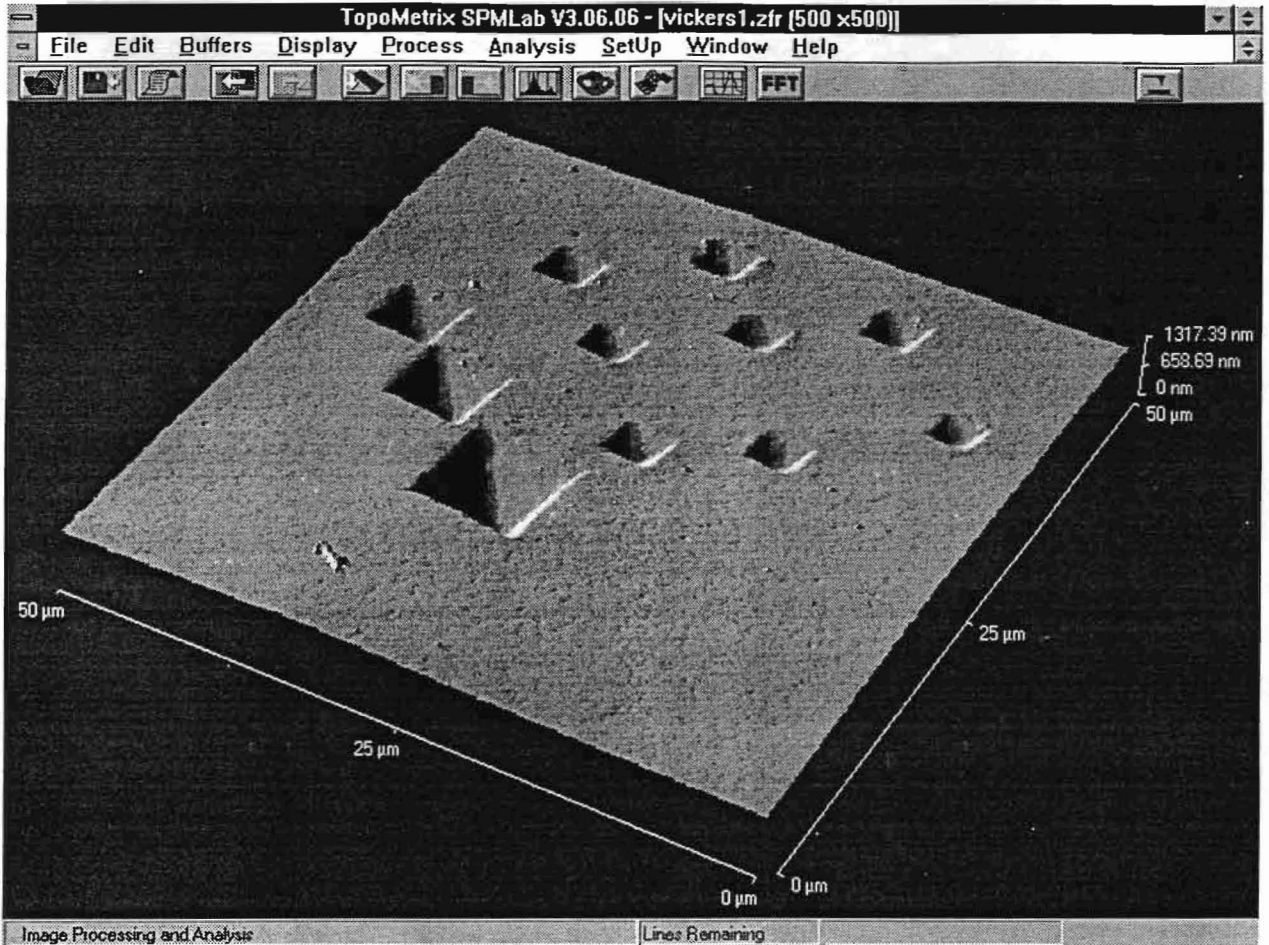 TopoMetrix SPMLab V3.06.06 - [vickers1.zfr (500 x500)]
File Edit Buffers Display Process Analysis SetUp Window Help
FFT
1317.39 nm
658.69 nm
0 nm
50 µm
25 µm
50 µm
25 µm
0 µm
0 µm
Image Processing and Analysis Lines Remaining